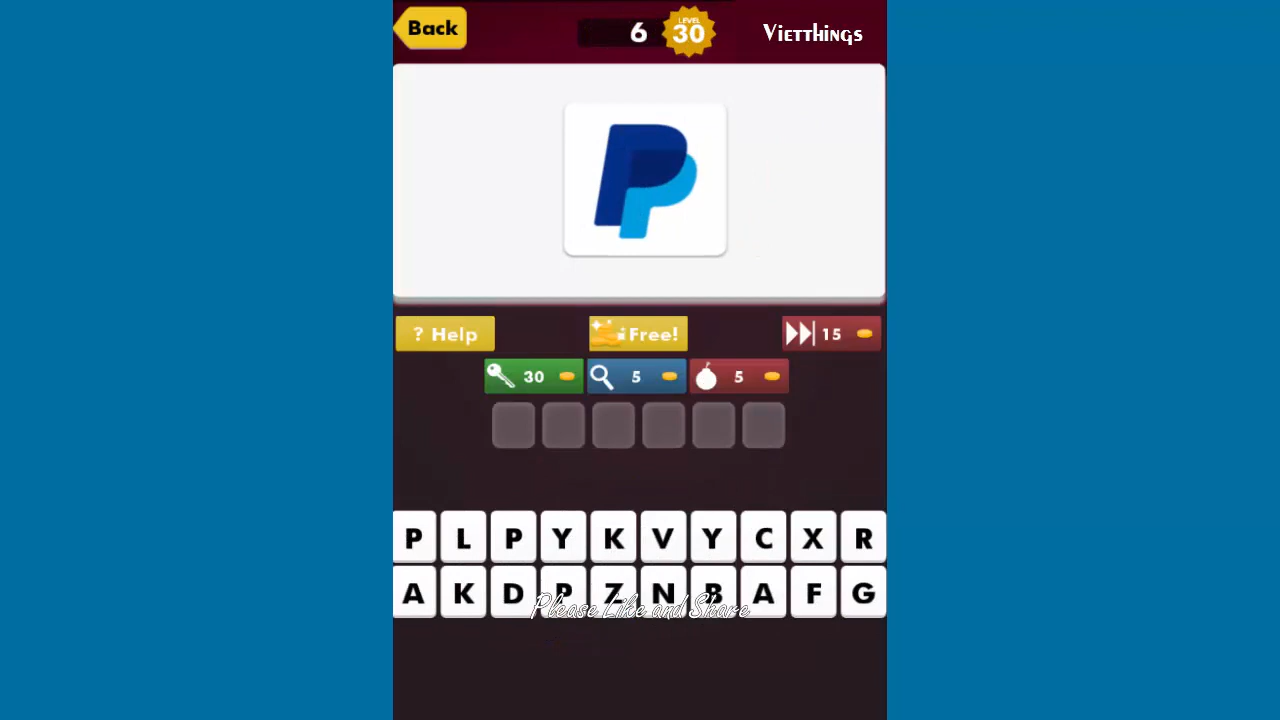 Back
6
LEVEL
30
Vietthings
? Help
Free!
15
30
5
5
P L P Y K V Y C X R
A K D P Z N B A F G
Please Like and Share